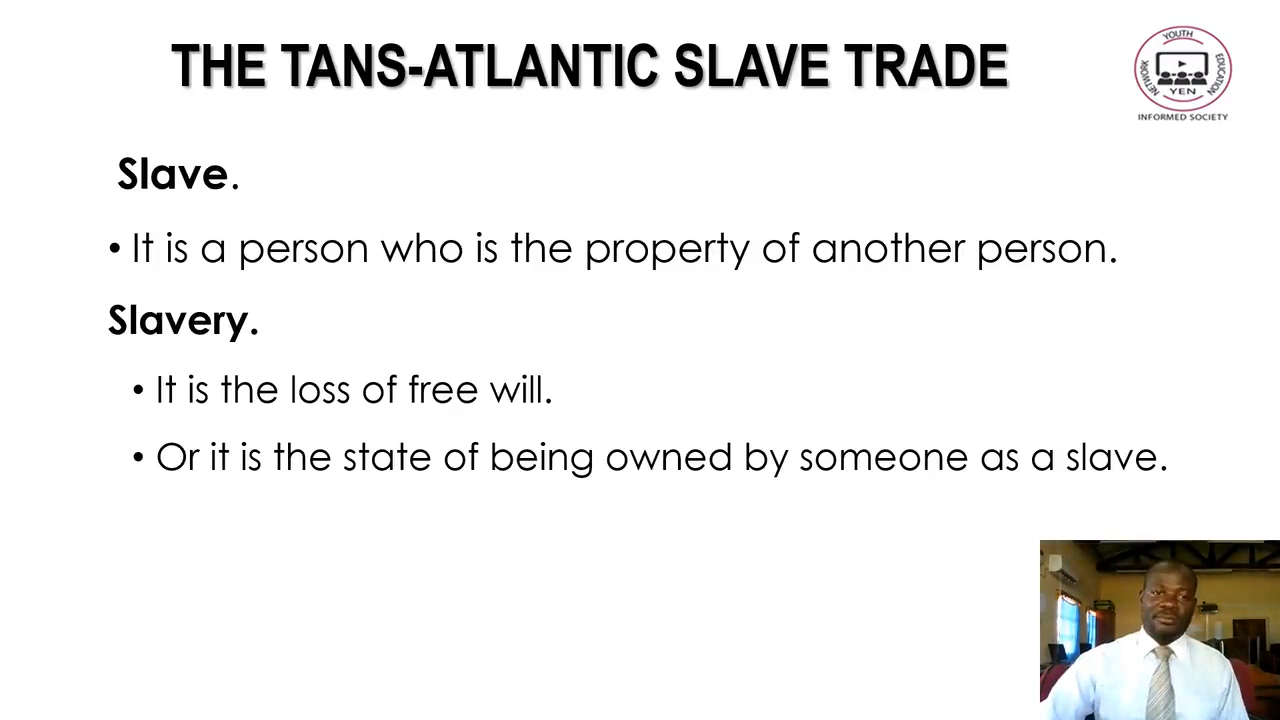 THE TANS-ATLANTIC SLAVE TRADE
YOUTH
EDUCATION
NETWORK
YEN
INFORMED SOCIETY
Slave.
• It is a person who is the property of another person.
Slavery.
• It is the loss of free will.
• Or it is the state of being owned by someone as a slave.